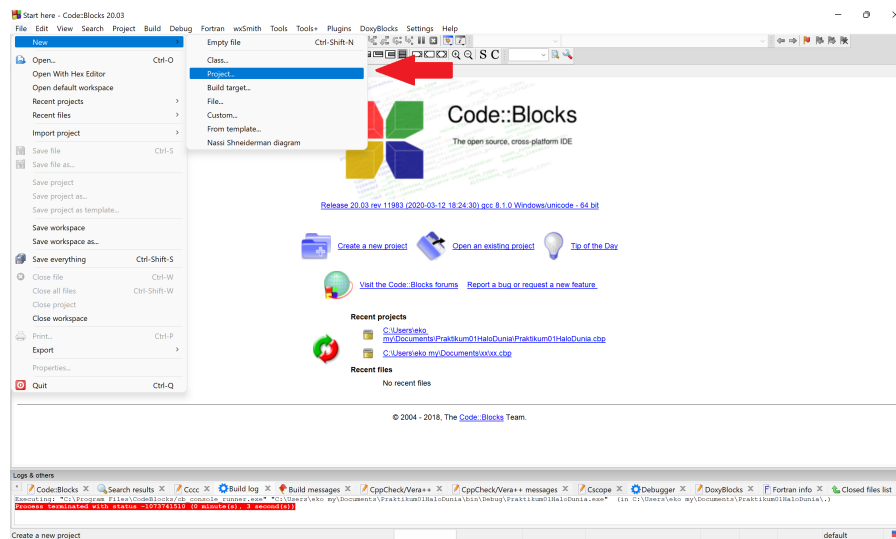 Start here - Code::Blocks 20.03
File Edit View Search Project Build Debug Fortran wxSmith Tools Tools+ Plugins DoxyBlocks Settings Help
New
Open... Ctrl-O
Open With Hex Editor
Open default workspace
Recent projects
Recent files
Import project
Save file Ctrl-S
Save file as...
Save project
Save project as...
Save project as template...
Save workspace
Save workspace as...
Save everything Ctrl-Shift-S
Close file Ctrl-W
Close all files Ctrl-Shift-W
Close project
Close workspace
Print... Ctrl-P
Export
Properties...
Quit Ctrl-Q
Empty file Ctrl-Shift-N
Class...
Project...
Build target...
File...
Custom...
From template...
Nassi Shneiderman diagram
S C
Code::Blocks
The open source, cross-platform IDE
Release 20.03 rev 11983 (2020-03-12 18:24:30) gcc 8.1.0 Windows/unicode - 64 bit
Create a new project Open an existing project Tip of the Day
Visit the Code::Blocks forums Report a bug or request a new feature
Recent projects
C:\Users\eko
my\Documents\Praktikum01HaloDunia\Praktikum01HaloDunia.cbp
C:\Users\eko my\Documents\xx\xx.cbp
Recent files
No recent files
© 2004 - 2018, The Code::Blocks Team.
Logs & others
Code::Blocks Search results Cccc Build log Build messages CppCheck/Vera++ CppCheck/Vera++ messages Cscope Debugger DoxyBlocks Fortran info Closed files list
Executing: "C:\Program Files\CodeBlocks/cb_console_runner.exe" "C:\Users\eko my\Documents\Praktikum01HaloDunia\bin\Debug\Praktikum01HaloDunia.exe" (in C:\Users\eko my\Documents\Praktikum01HaloDunia\.)
Process terminated with status -1073741510 (0 minute(s), 3 second(s))
Create a new project default